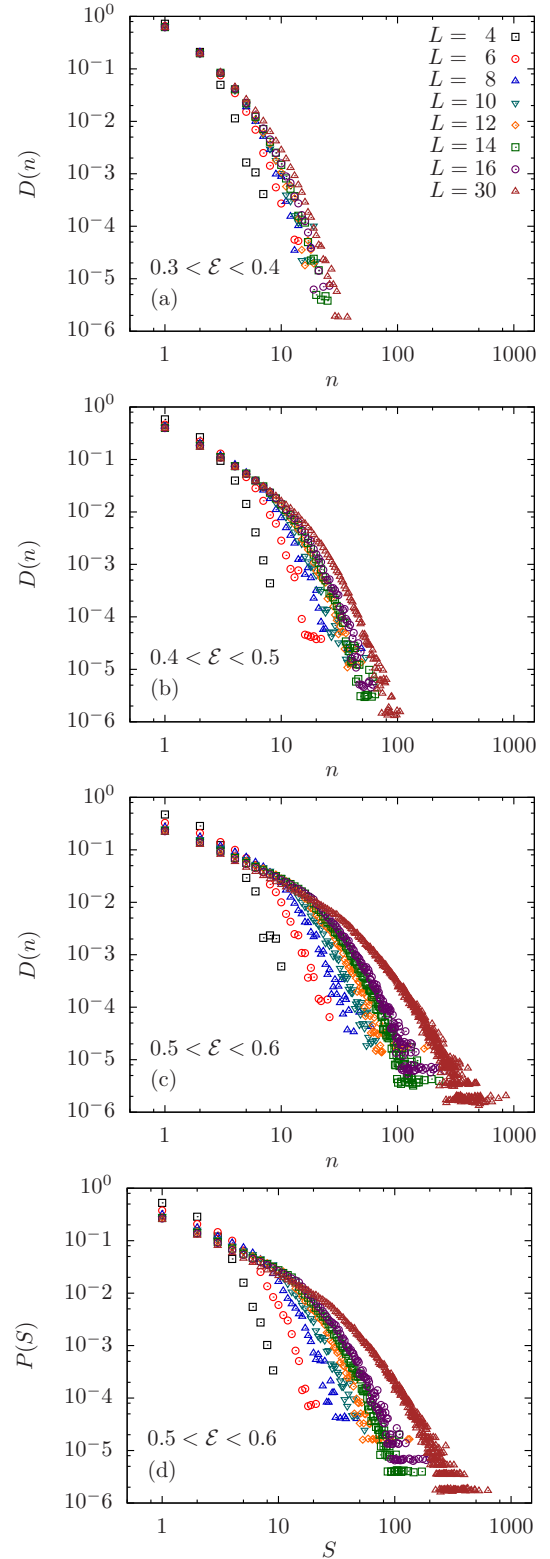 10^0
10^{-1}
10^{-2}
10^{-3}
10^{-4}
10^{-5}
10^{-6}
D(n)
L = 4
L = 6
L = 8
L = 10
L = 12
L = 14
L = 16
L = 30
0.3 < ℰ < 0.4
(a)
1 10 100 1000
n
10^0
10^{-1}
10^{-2}
10^{-3}
10^{-4}
10^{-5}
10^{-6}
D(n)
0.4 < ℰ < 0.5
(b)
1 10 100 1000
n
10^0
10^{-1}
10^{-2}
10^{-3}
10^{-4}
10^{-5}
10^{-6}
D(n)
0.5 < ℰ < 0.6
(c)
1 10 100 1000
n
10^0
10^{-1}
10^{-2}
10^{-3}
10^{-4}
10^{-5}
10^{-6}
P(S)
0.5 < ℰ < 0.6
(d)
1 10 100 1000
S